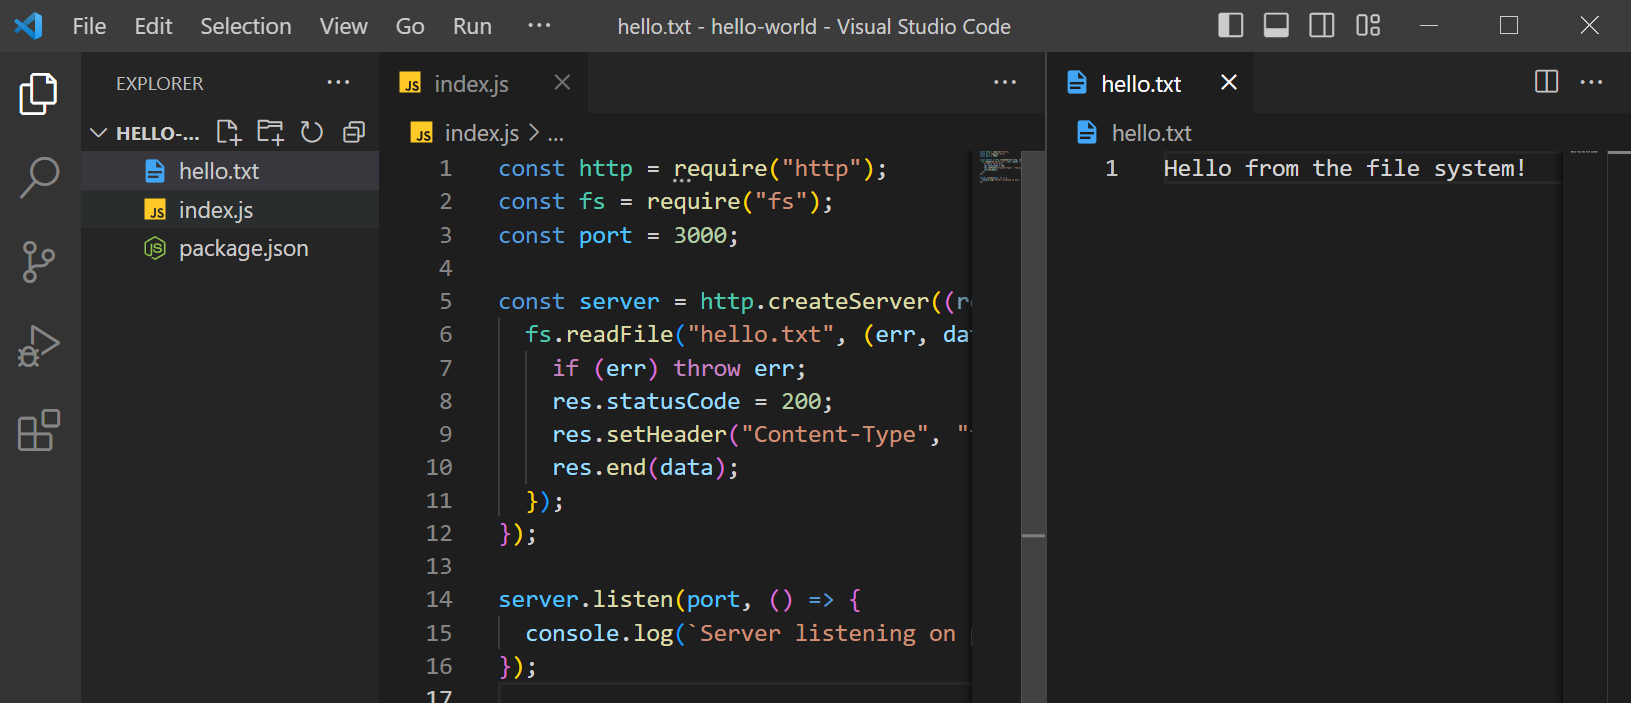 File Edit Selection View Go Run ··· hello.txt - hello-world - Visual Studio Code
EXPLORER ···
HELLO-...
hello.txt
index.js
package.json
index.js
index.js > ...
1 const http = require("http");
2 const fs = require("fs");
3 const port = 3000;
4
5 const server = http.createServer((r
6 fs.readFile("hello.txt", (err, da
7 if (err) throw err;
8 res.statusCode = 200;
9 res.setHeader("Content-Type", "
10 res.end(data);
11 });
12 });
13
14 server.listen(port, () => {
15 console.log(`Server listening on
16 });
17
hello.txt
hello.txt
1 Hello from the file system!